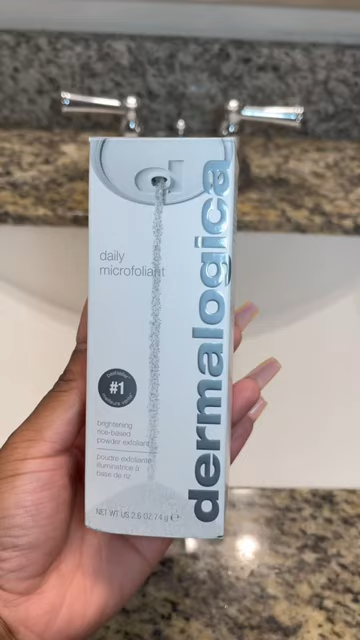 d
daily
microfoliant
dermalogica
#1
brightening
rice-based
powder exfoliant
poudre exfoliante
illuminatrice à
base de riz
NET WT US 2.6 OZ / 74 g ℮